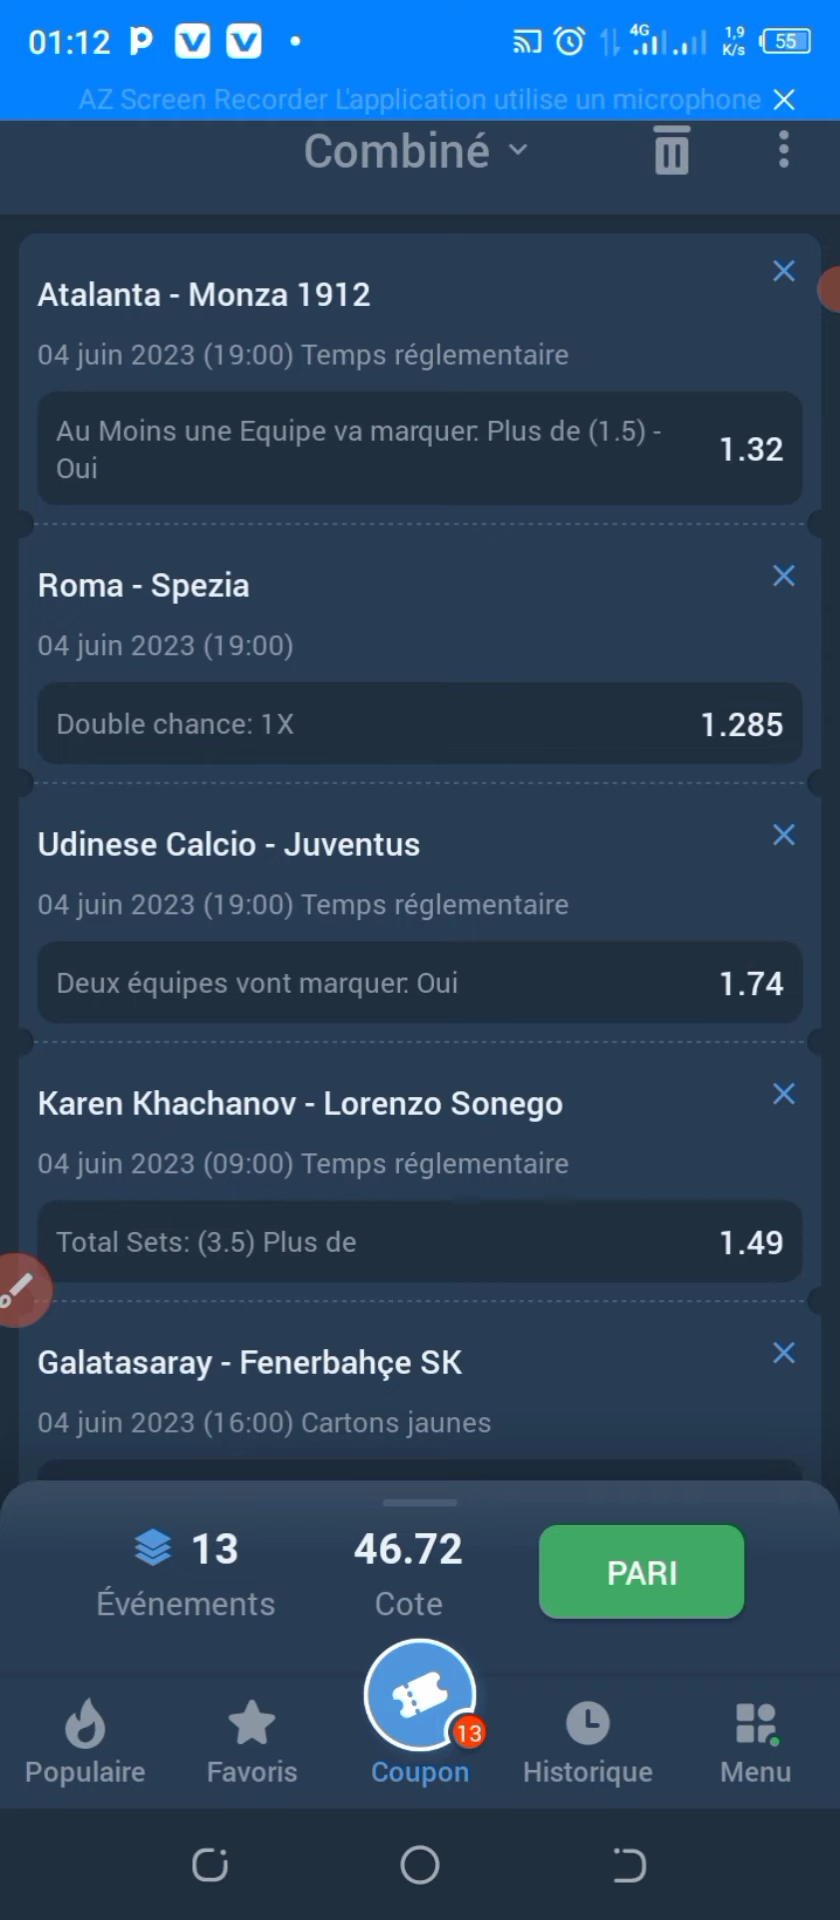 01:12
4G
1,9
K/s
55
AZ Screen Recorder L'application utilise un microphone
Combiné
Atalanta - Monza 1912
04 juin 2023 (19:00) Temps réglementaire
Au Moins une Equipe va marquer: Plus de (1.5) -
Oui
1.32
Roma - Spezia
04 juin 2023 (19:00)
Double chance: 1X
1.285
Udinese Calcio - Juventus
04 juin 2023 (19:00) Temps réglementaire
Deux équipes vont marquer: Oui
1.74
Karen Khachanov - Lorenzo Sonego
04 juin 2023 (09:00) Temps réglementaire
Total Sets: (3.5) Plus de
1.49
Galatasaray - Fenerbahçe SK
04 juin 2023 (16:00) Cartons jaunes
13
Événements
46.72
Cote
PARI
Populaire
Favoris
13
Coupon
Historique
Menu